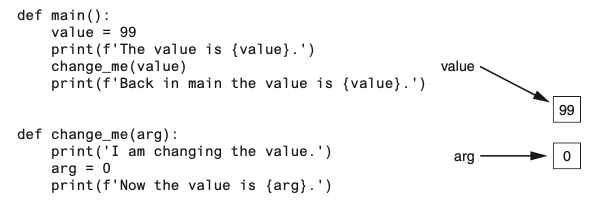 def main():
    value = 99
    print(f'The value is {value}.')
    change_me(value)
    print(f'Back in main the value is {value}.')
value
99
def change_me(arg):
    print('I am changing the value.')
    arg = 0
    print(f'Now the value is {arg}.')
arg
0